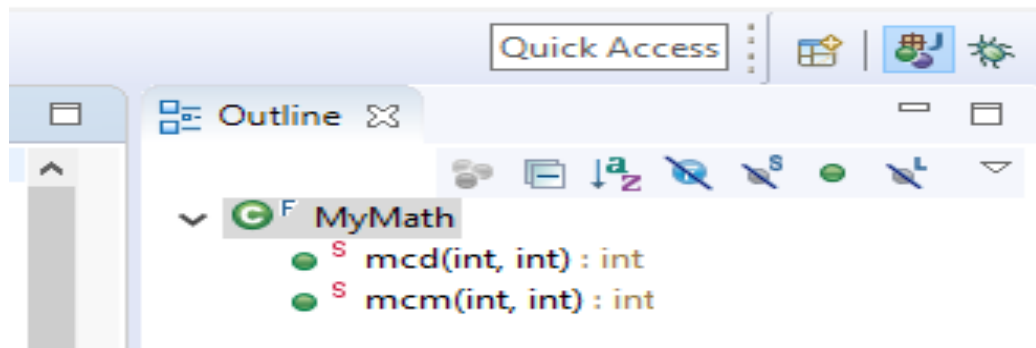 Quick Access
Outline
F MyMath
S mcd(int, int) : int
S mcm(int, int) : int